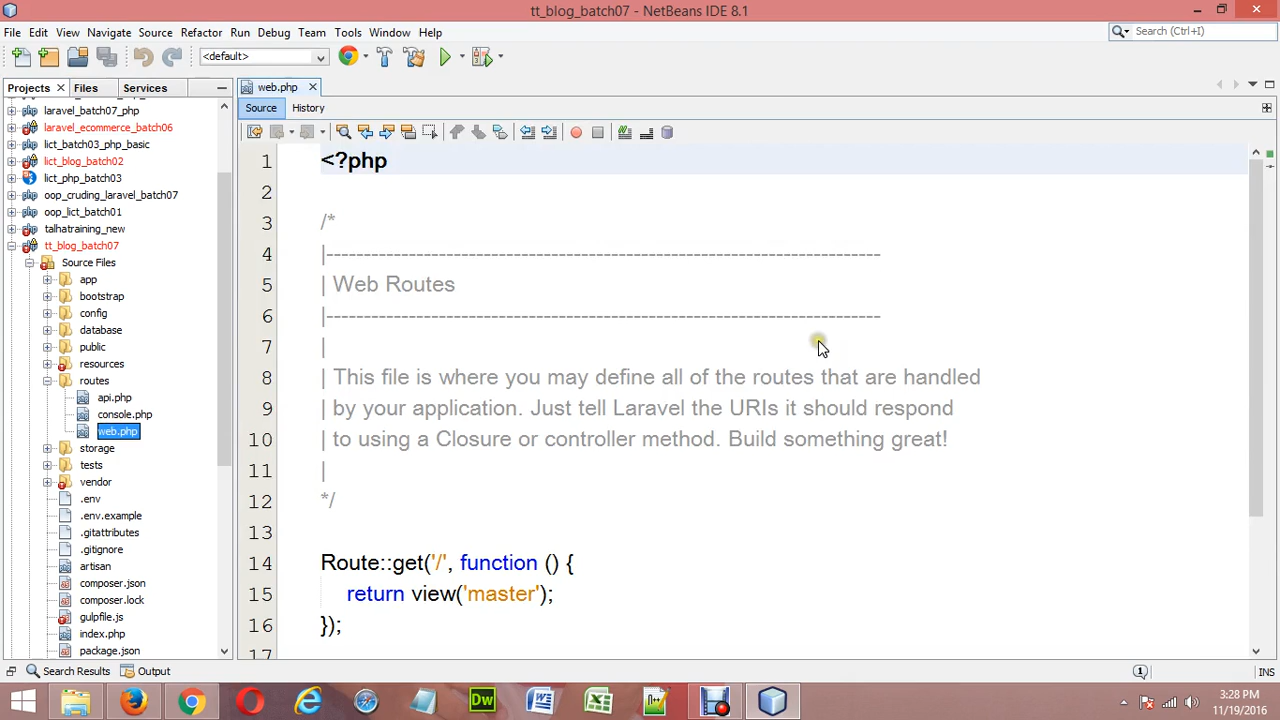 tt_blog_batch07 - NetBeans IDE 8.1
File Edit View Navigate Source Refactor Run Debug Team Tools Window Help
Search (Ctrl+I)
<default>
Projects Files Services
web.php
Source History
laravel_batch07_php
laravel_ecommerce_batch06
lict_batch03_php_basic
lict_blog_batch02
lict_php_batch03
oop_cruding_laravel_batch07
oop_lict_batch01
talhatraining_new
tt_blog_batch07
Source Files
app
bootstrap
config
database
public
resources
routes
api.php
console.php
web.php
storage
tests
vendor
.env
.env.example
.gitattributes
.gitignore
artisan
composer.json
composer.lock
gulpfile.js
index.php
package.json
1 <?php
2
3 /*
4 |--------------------------------------------------------------------------
5 | Web Routes
6 |--------------------------------------------------------------------------
7 |
8 | This file is where you may define all of the routes that are handled
9 | by your application. Just tell Laravel the URIs it should respond
10 | to using a Closure or controller method. Build something great!
11 |
12 */
13
14 Route::get('/', function () {
15 return view('master');
16 });
17
Search Results Output
1
INS
Dw
3:28 PM
11/19/2016